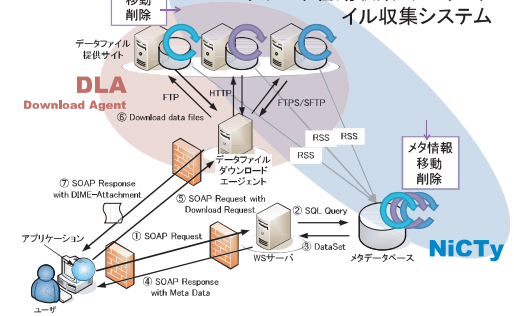 移動
削除
イル収集システム
データファイル
提供サイト
DLA
Download Agent
FTP
HTTP
FTPS/SFTP
⑥ Download data files
RSS
RSS
RSS
メタ情報
移動
削除
データファイル
ダウンロード
エージェント
⑦ SOAP Response
with DIME-Attachment
⑤ SOAP Request with
Download Request
① SOAP Request
② SQL Query
③ DataSet
NiCTy
アプリケーション
WSサーバ
メタデータベース
④ SOAP Response
with Meta Data
ユーザ